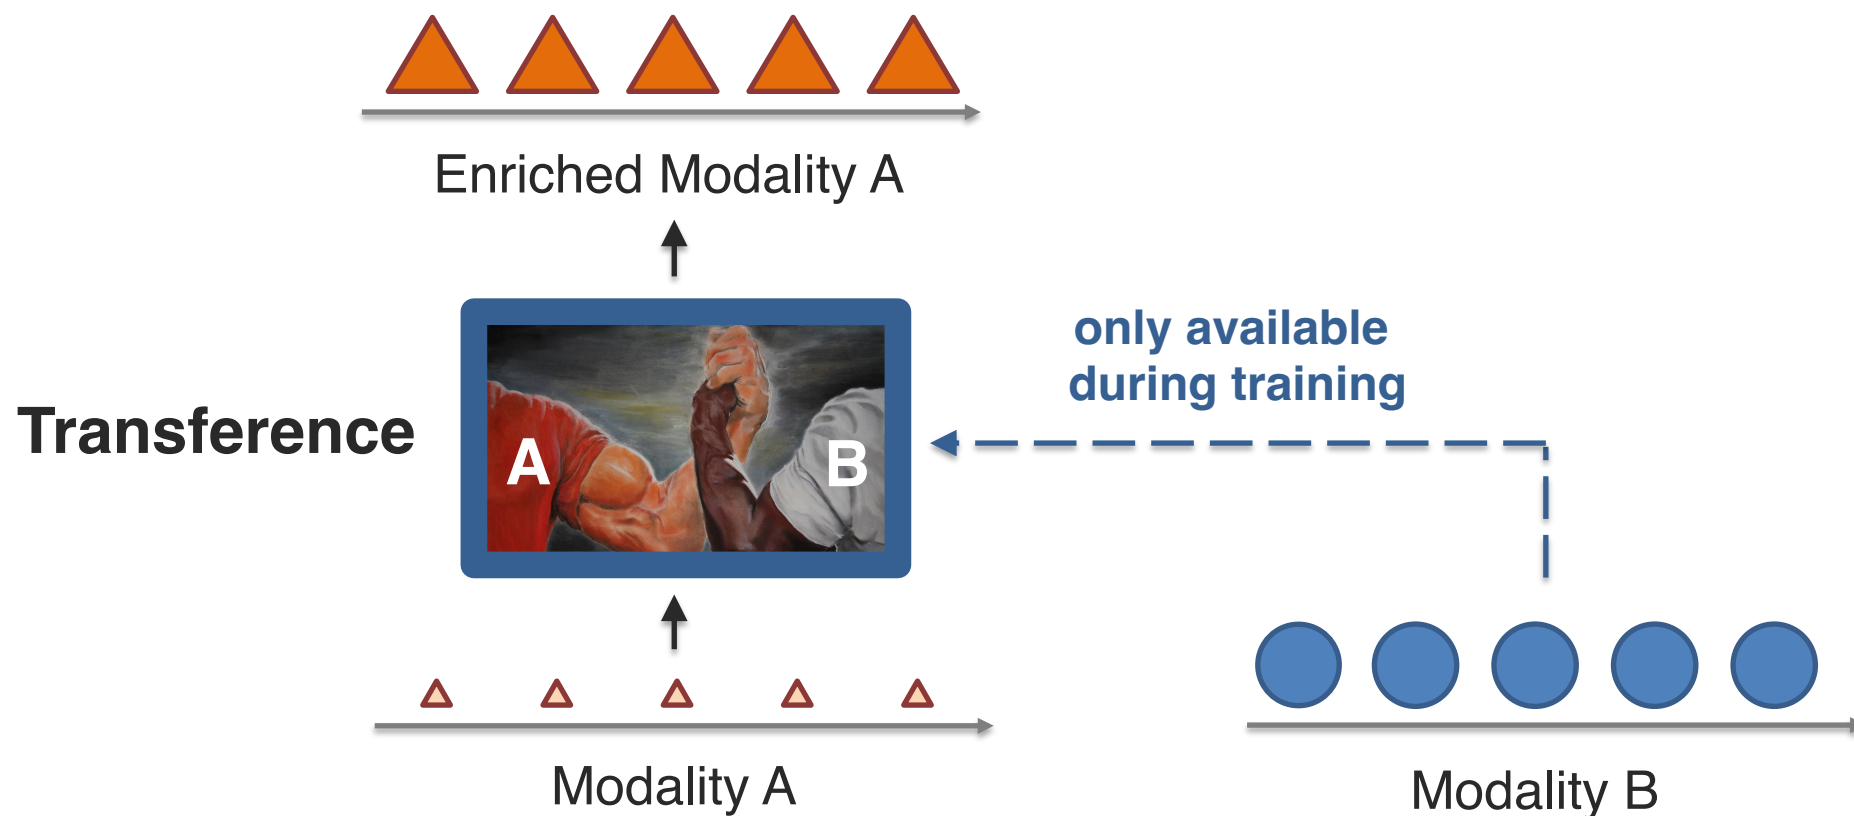 Enriched Modality A
only available
during training
Transference
A
B
Modality A
Modality B